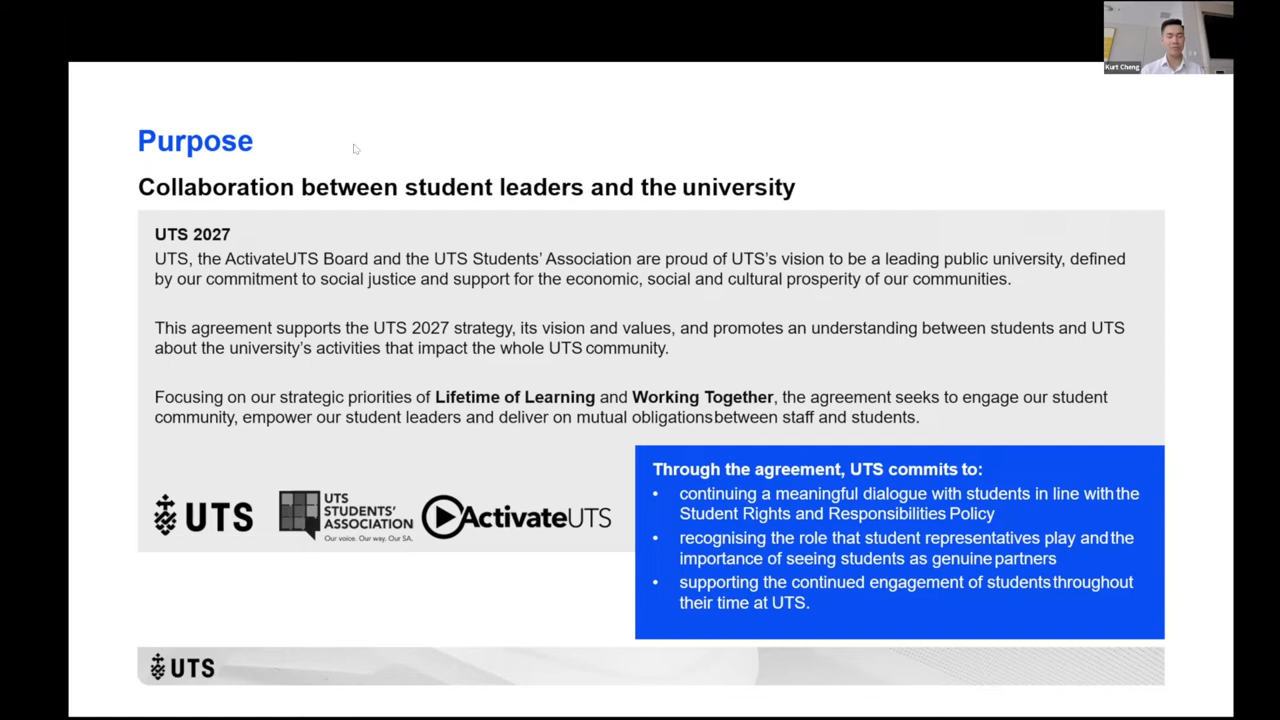 Kurt Cheng
Purpose
Collaboration between student leaders and the university
UTS 2027
UTS, the ActivateUTS Board and the UTS Students' Association are proud of UTS's vision to be a leading public university, defined
by our commitment to social justice and support for the economic, social and cultural prosperity of our communities.
This agreement supports the UTS 2027 strategy, its vision and values, and promotes an understanding between students and UTS
about the university's activities that impact the whole UTS community.
Focusing on our strategic priorities of Lifetime of Learning and Working Together, the agreement seeks to engage our student
community, empower our student leaders and deliver on mutual obligations between staff and students.
Through the agreement, UTS commits to:
• continuing a meaningful dialogue with students in line with the
Student Rights and Responsibilities Policy
• recognising the role that student representatives play and the
importance of seeing students as genuine partners
• supporting the continued engagement of students throughout
their time at UTS.
UTS
UTS
STUDENTS'
ASSOCIATION
Our voice. Our way. Our SA.
ActivateUTS
UTS